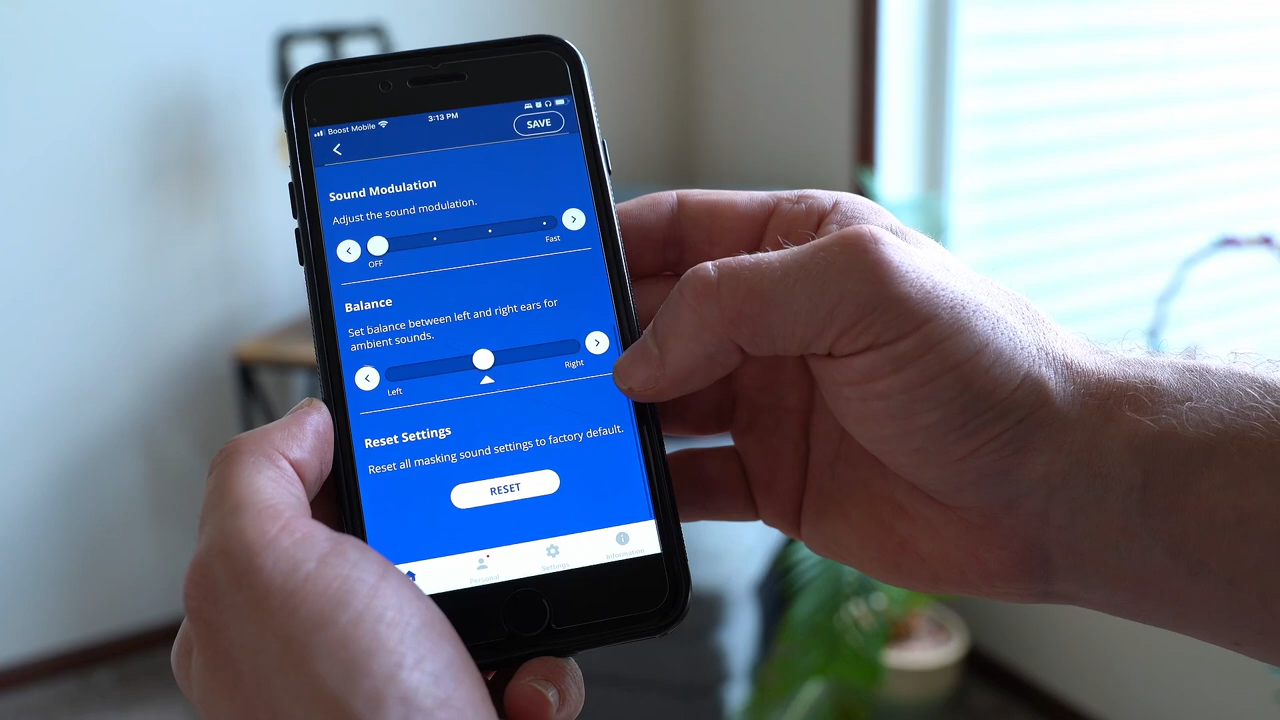 Boost Mobile 3:13 PM
SAVE
Sound Modulation
Adjust the sound modulation.
OFF Fast
Balance
Set balance between left and right ears for
ambient sounds.
Left Right
Reset Settings
Reset all masking sound settings to factory default.
RESET
Personal Settings Information